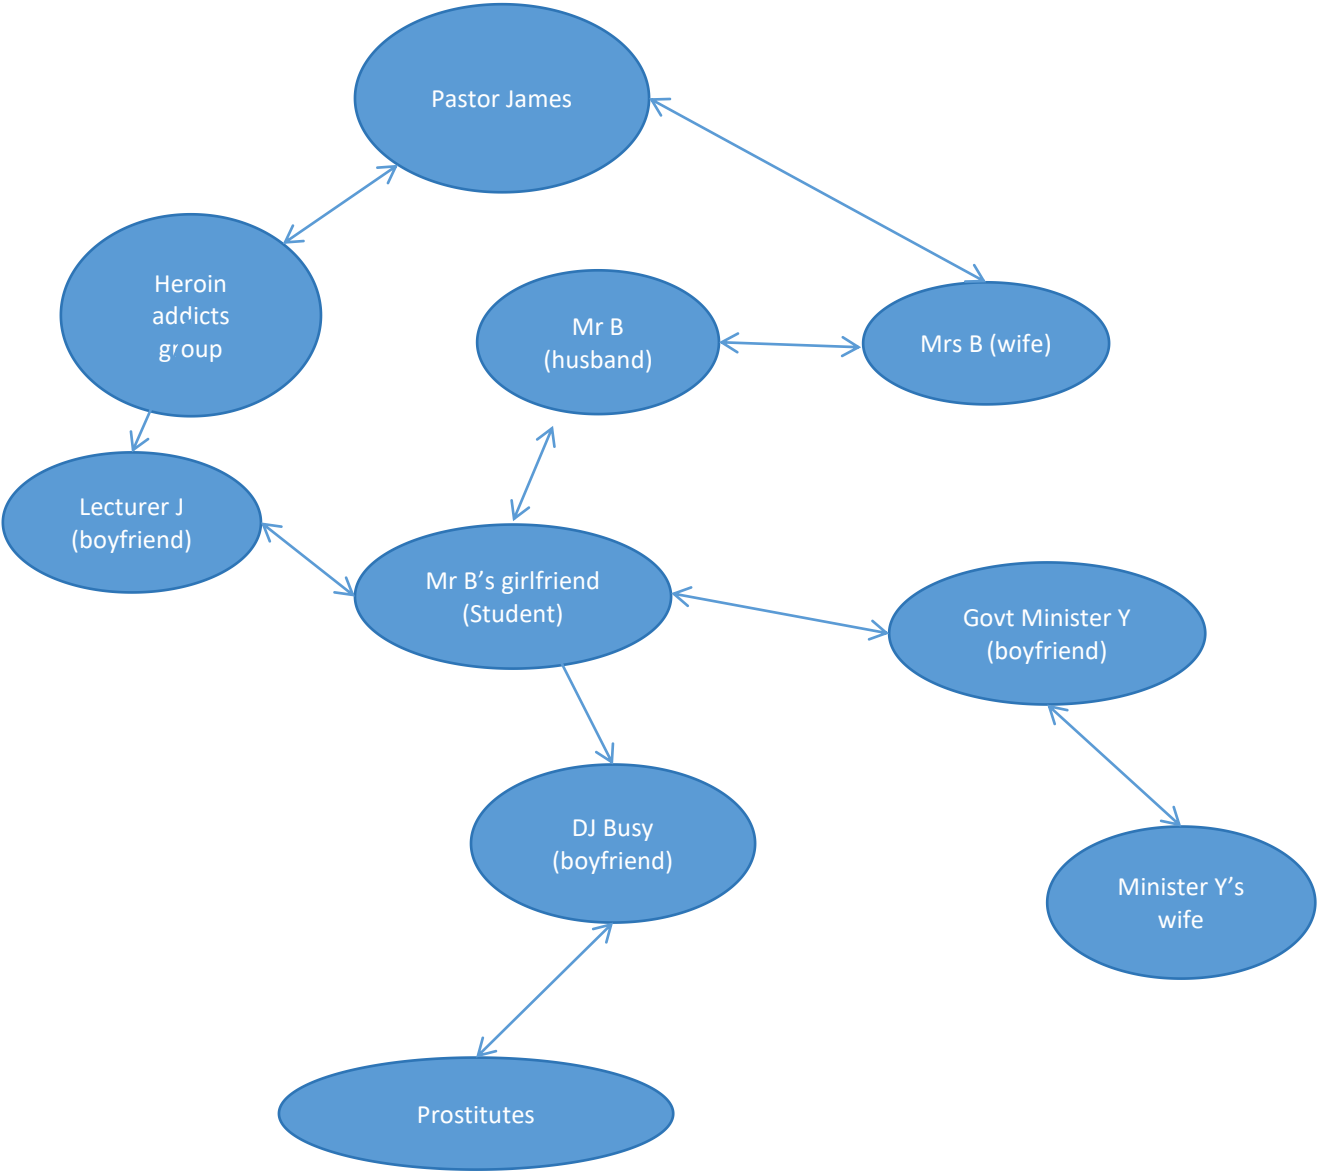 Pastor James
Heroin
addicts
group
Mr B
(husband)
Mrs B (wife)
Lecturer J
(boyfriend)
Mr B’s girlfriend
(Student)
Govt Minister Y
(boyfriend)
DJ Busy
(boyfriend)
Minister Y’s
wife
Prostitutes